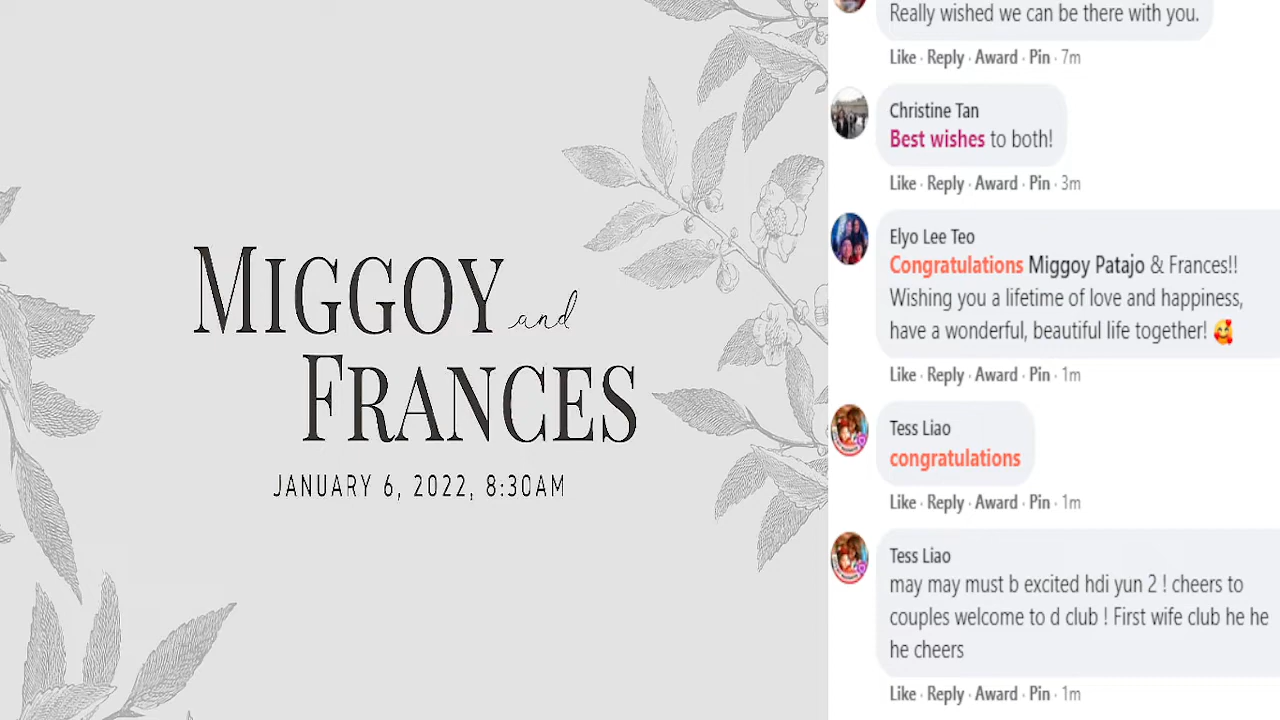 MIGGOY and
FRANCES
JANUARY 6, 2022, 8:30AM
Really wished we can be there with you.
Like · Reply · Award · Pin · 7m
Christine Tan
Best wishes to both!
Like · Reply · Award · Pin · 3m
Elyo Lee Teo
Congratulations Miggoy Patajo & Frances!!
Wishing you a lifetime of love and happiness,
have a wonderful, beautiful life together! 🥰
Like · Reply · Award · Pin · 1m
Tess Liao
congratulations
Like · Reply · Award · Pin · 1m
Tess Liao
may may must b excited hdi yun 2 ! cheers to
couples welcome to d club ! First wife club he he
he cheers
Like · Reply · Award · Pin · 1m